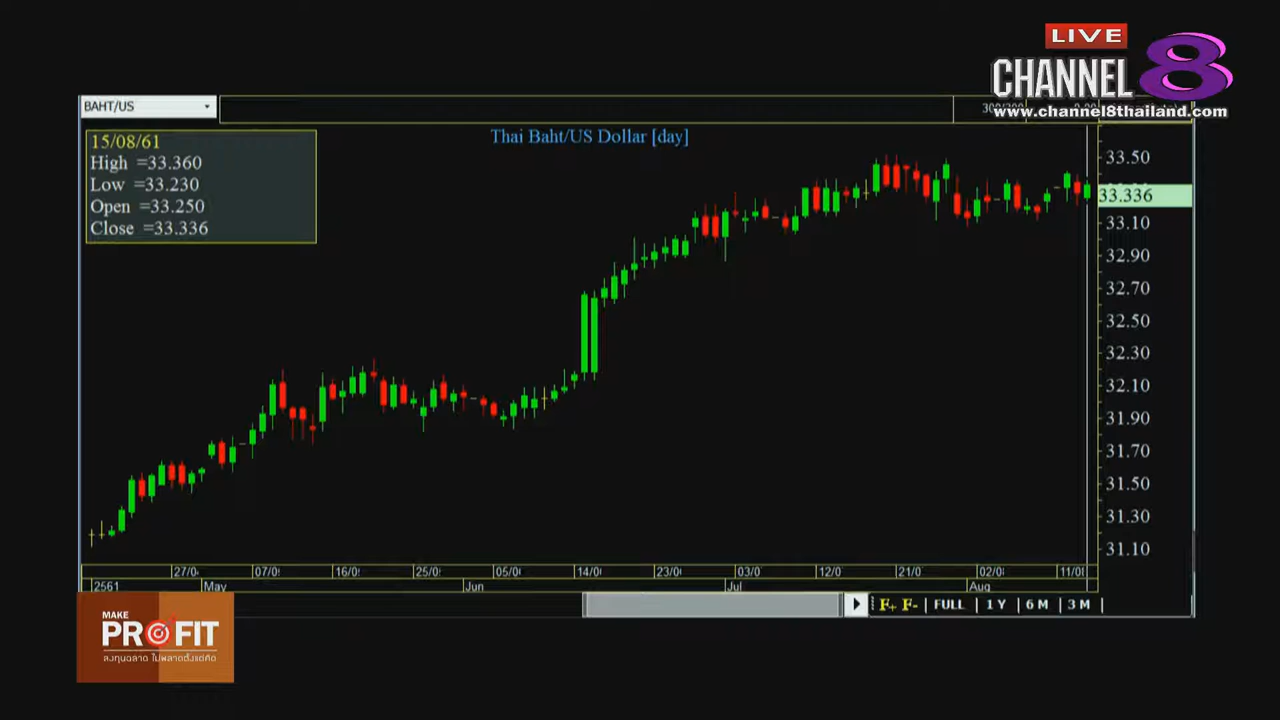 LIVE
CHANNEL 8
www.channel8thailand.com
BAHT/US
300/300
Thai Baht/US Dollar [day]
15/08/61
High =33.360
Low =33.230
Open =33.250
Close =33.336
33.50
33.336
33.10
32.90
32.70
32.50
32.30
32.10
31.90
31.70
31.50
31.30
31.10
27/0 07/0 16/0 25/0 05/0 14/0 23/0 03/0 12/0 21/0 02/0 11/0
2561 May Jun Jul Aug
F+ F- FULL 1 Y 6 M 3 M
MAKE
PROFIT
ลงทุนฉลาด ไม่พลาดตั้งแต่คิด